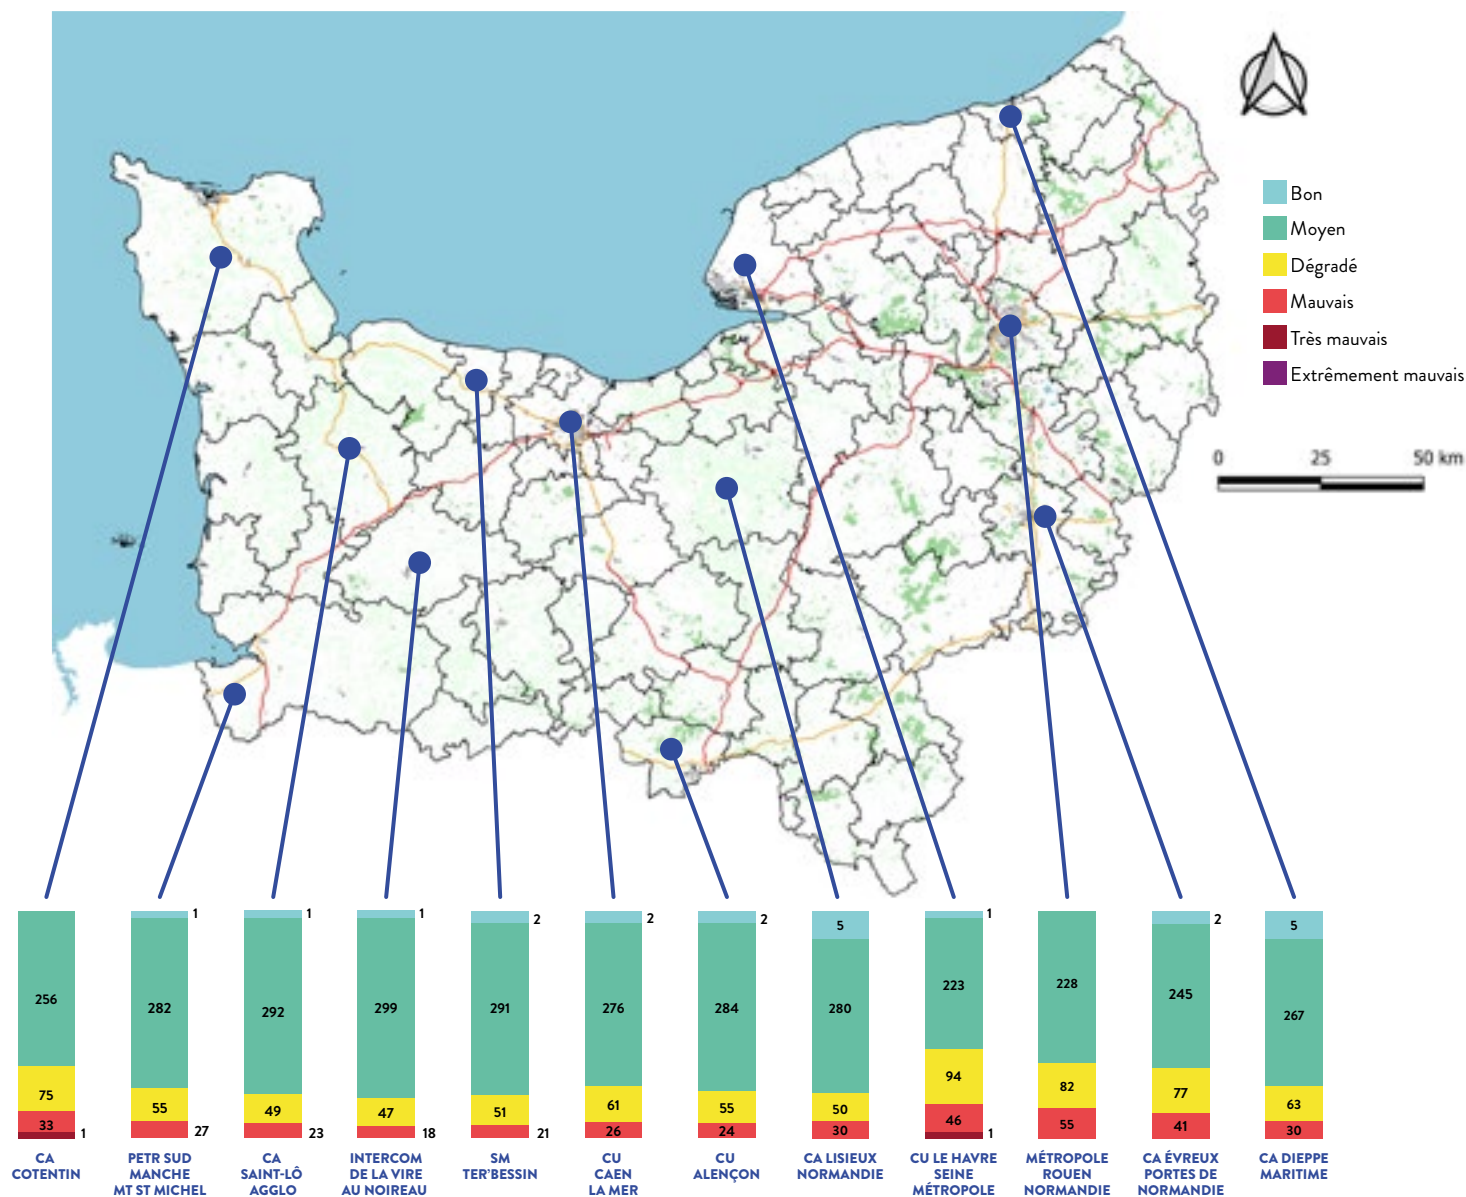 Bon
Moyen
Dégradé
Mauvais
Très mauvais
Extrêmement mauvais
0 25 50 km
256
75
33
1
CA
COTENTIN
1
282
55
27
PETR SUD
MANCHE
MT ST MICHEL
1
292
49
23
CA
SAINT-LÔ
AGGLO
1
299
47
18
INTERCOM
DE LA VIRE
AU NOIREAU
2
291
51
21
SM
TER'BESSIN
2
276
61
26
CU
CAEN
LA MER
2
284
55
24
CU
ALENÇON
5
280
50
30
CA LISIEUX
NORMANDIE
1
223
94
46
1
CU LE HAVRE
SEINE
MÉTROPOLE
228
82
55
MÉTROPOLE
ROUEN
NORMANDIE
2
245
77
41
CA ÉVREUX
PORTES DE
NORMANDIE
5
267
63
30
CA DIEPPE
MARITIME